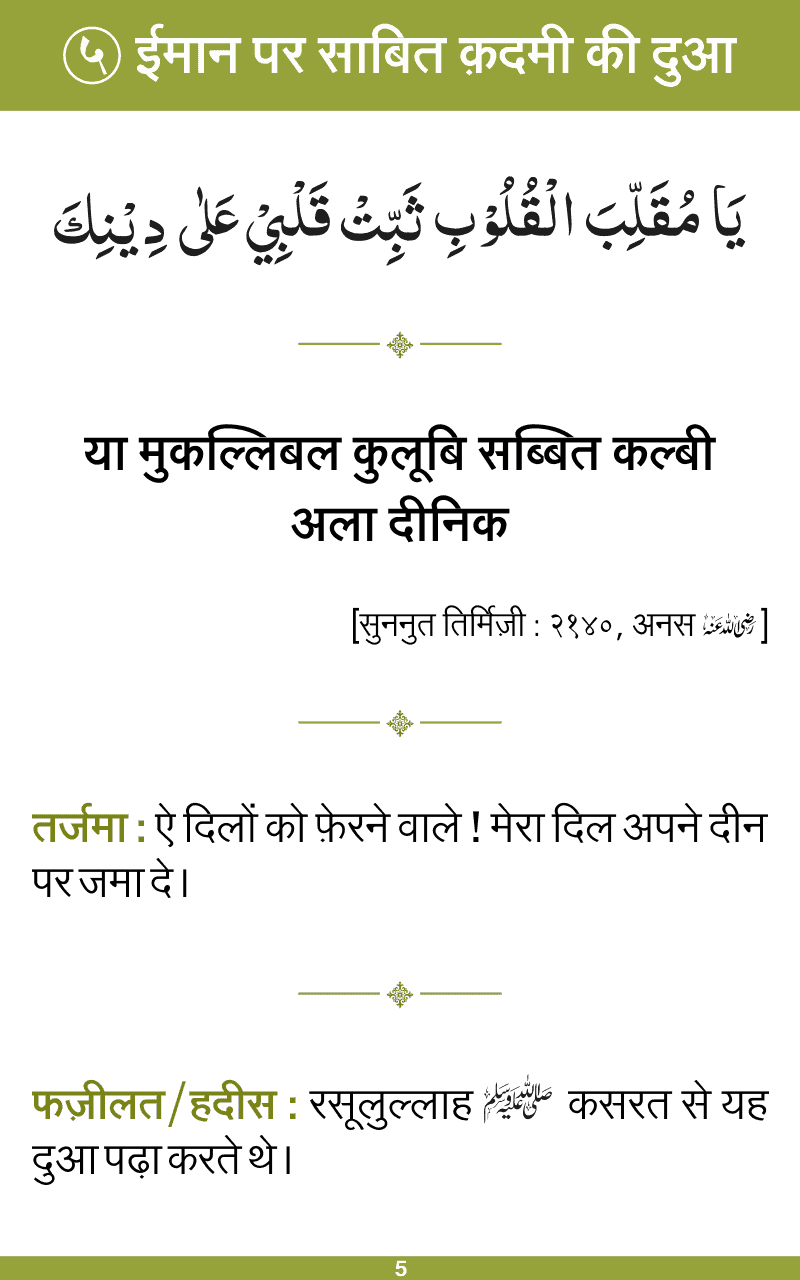 ५ ईमान पर साबित क़दमी की दुआ
يَا مُقَلِّبَ الْقُلُوْبِ ثَبِّتْ قَلْبِيْ عَلٰى دِيْنِكَ
या मुकल्लिबल कुलूबि सब्बित कल्बी
अला दीनिक
[सुननुत तिर्मिज़ी : २१४०, अनस رضي الله عنه]
तर्जमा : ऐ दिलों को फ़ेरने वाले ! मेरा दिल अपने दीन
पर जमा दे।
फज़ीलत/हदीस : रसूलुल्लाह ﷺ कसरत से यह
दुआ पढ़ा करते थे।
5